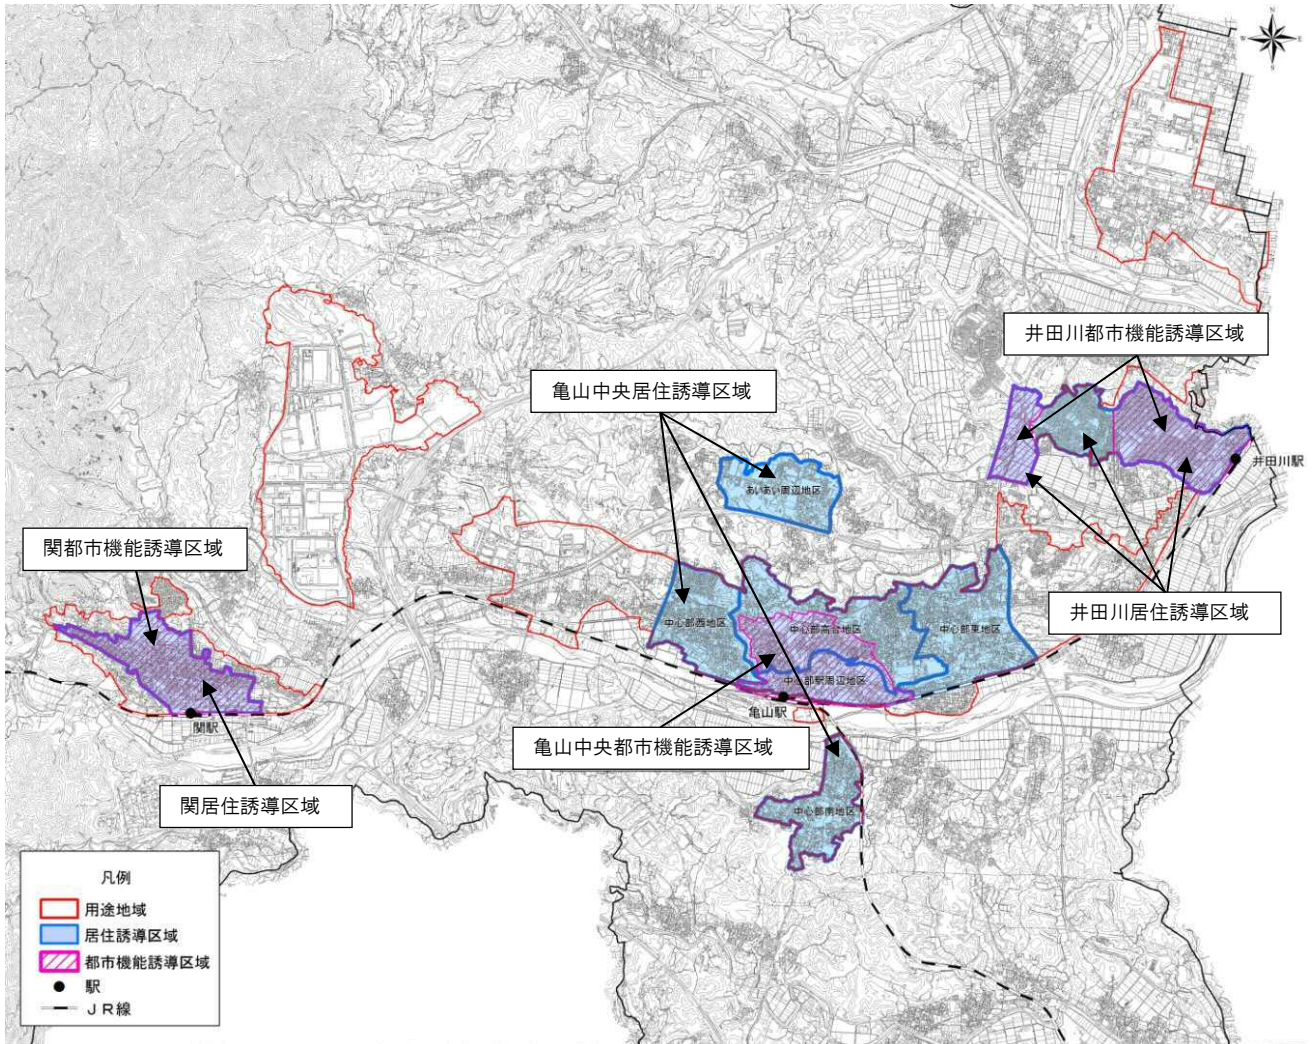 N
W
E
S
井田川都市機能誘導区域
亀山中央居住誘導区域
井田川駅
あいあい周辺地区
関都市機能誘導区域
井田川居住誘導区域
中心部西地区
中心部高台地区
中心部東地区
中心部駅周辺地区
亀山駅
関駅
亀山中央都市機能誘導区域
関居住誘導区域
中心部南地区
凡例
用途地域
居住誘導区域
都市機能誘導区域
駅
JR線